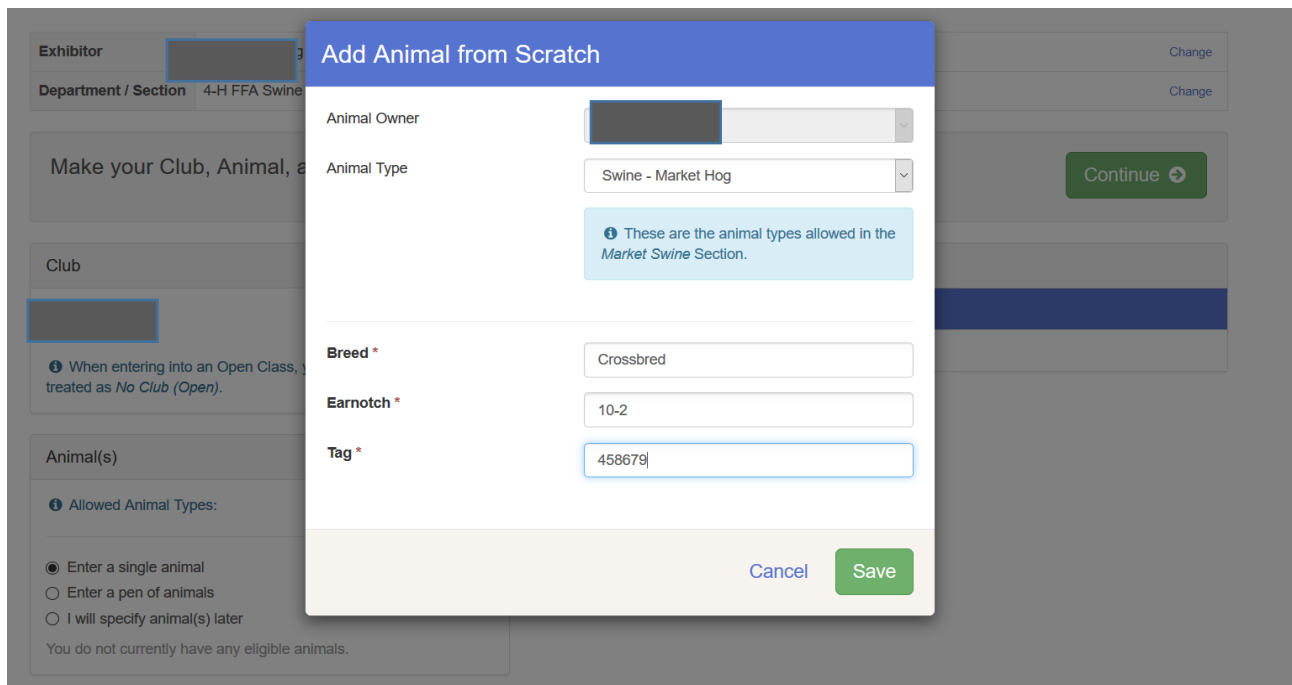 Exhibitor
Change
Department / Section 4-H FFA Swine
Change
Make your Club, Animal, a
Continue
Club
When entering into an Open Class, y
treated as No Club (Open).
Animal(s)
Allowed Animal Types:
Enter a single animal
Enter a pen of animals
I will specify animal(s) later
You do not currently have any eligible animals.
Add Animal from Scratch
Animal Owner
Animal Type
Swine - Market Hog
These are the animal types allowed in the
Market Swine Section.
Breed *
Crossbred
Earnotch *
10-2
Tag *
458679
Cancel
Save